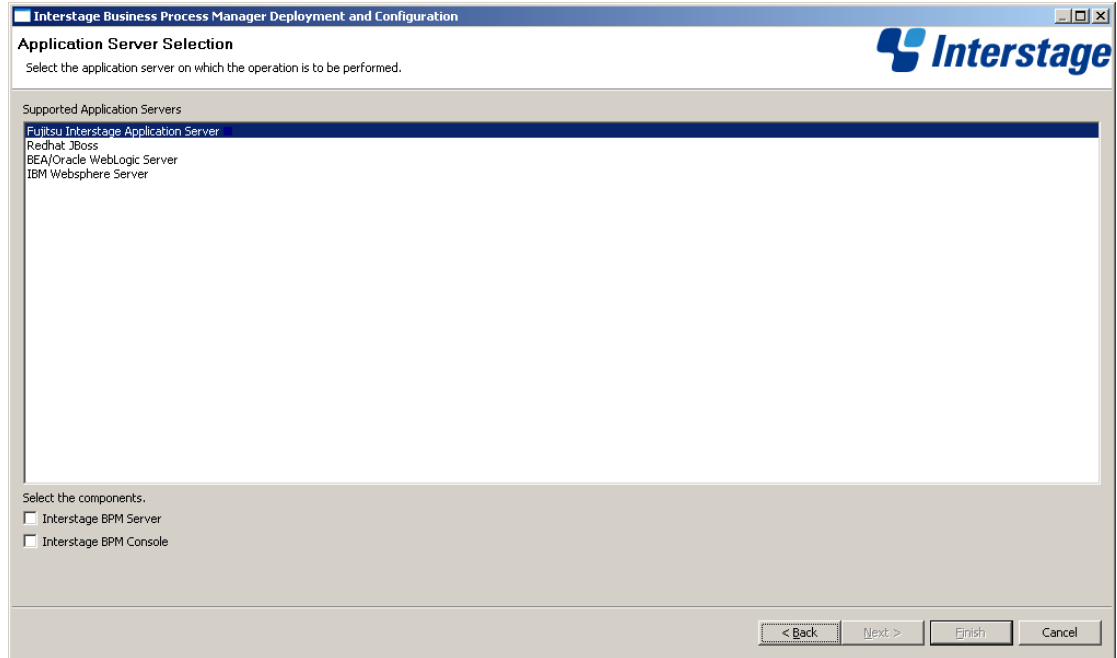 Interstage Business Process Manager Deployment and Configuration
Application Server Selection
Select the application server on which the operation is to be performed.
Interstage
Supported Application Servers
Fujitsu Interstage Application Server
Redhat JBoss
BEA/Oracle WebLogic Server
IBM Websphere Server
Select the components.
Interstage BPM Server
Interstage BPM Console
< Back Next > Finish Cancel